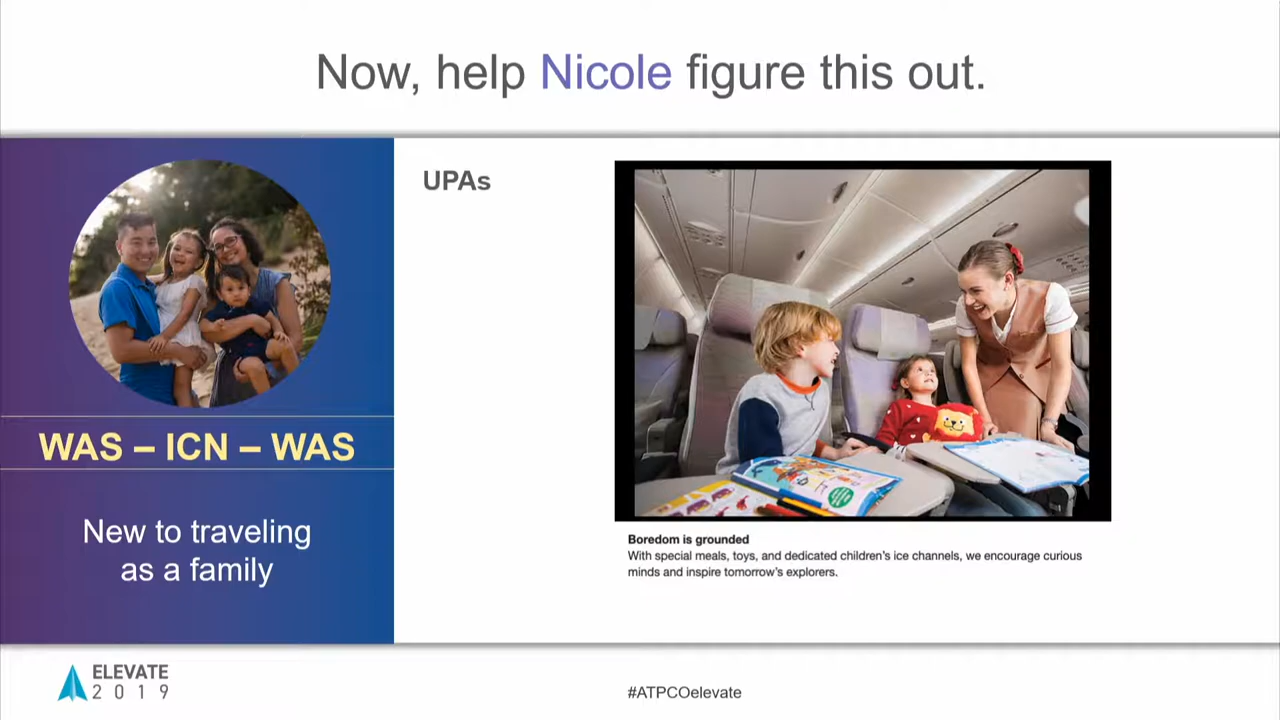 Now, help Nicole figure this out.
UPAs
WAS – ICN – WAS
New to traveling
as a family
Boredom is grounded
With special meals, toys, and dedicated children's ice channels, we encourage curious
minds and inspire tomorrow's explorers.
ELEVATE
2019
#ATPCOelevate